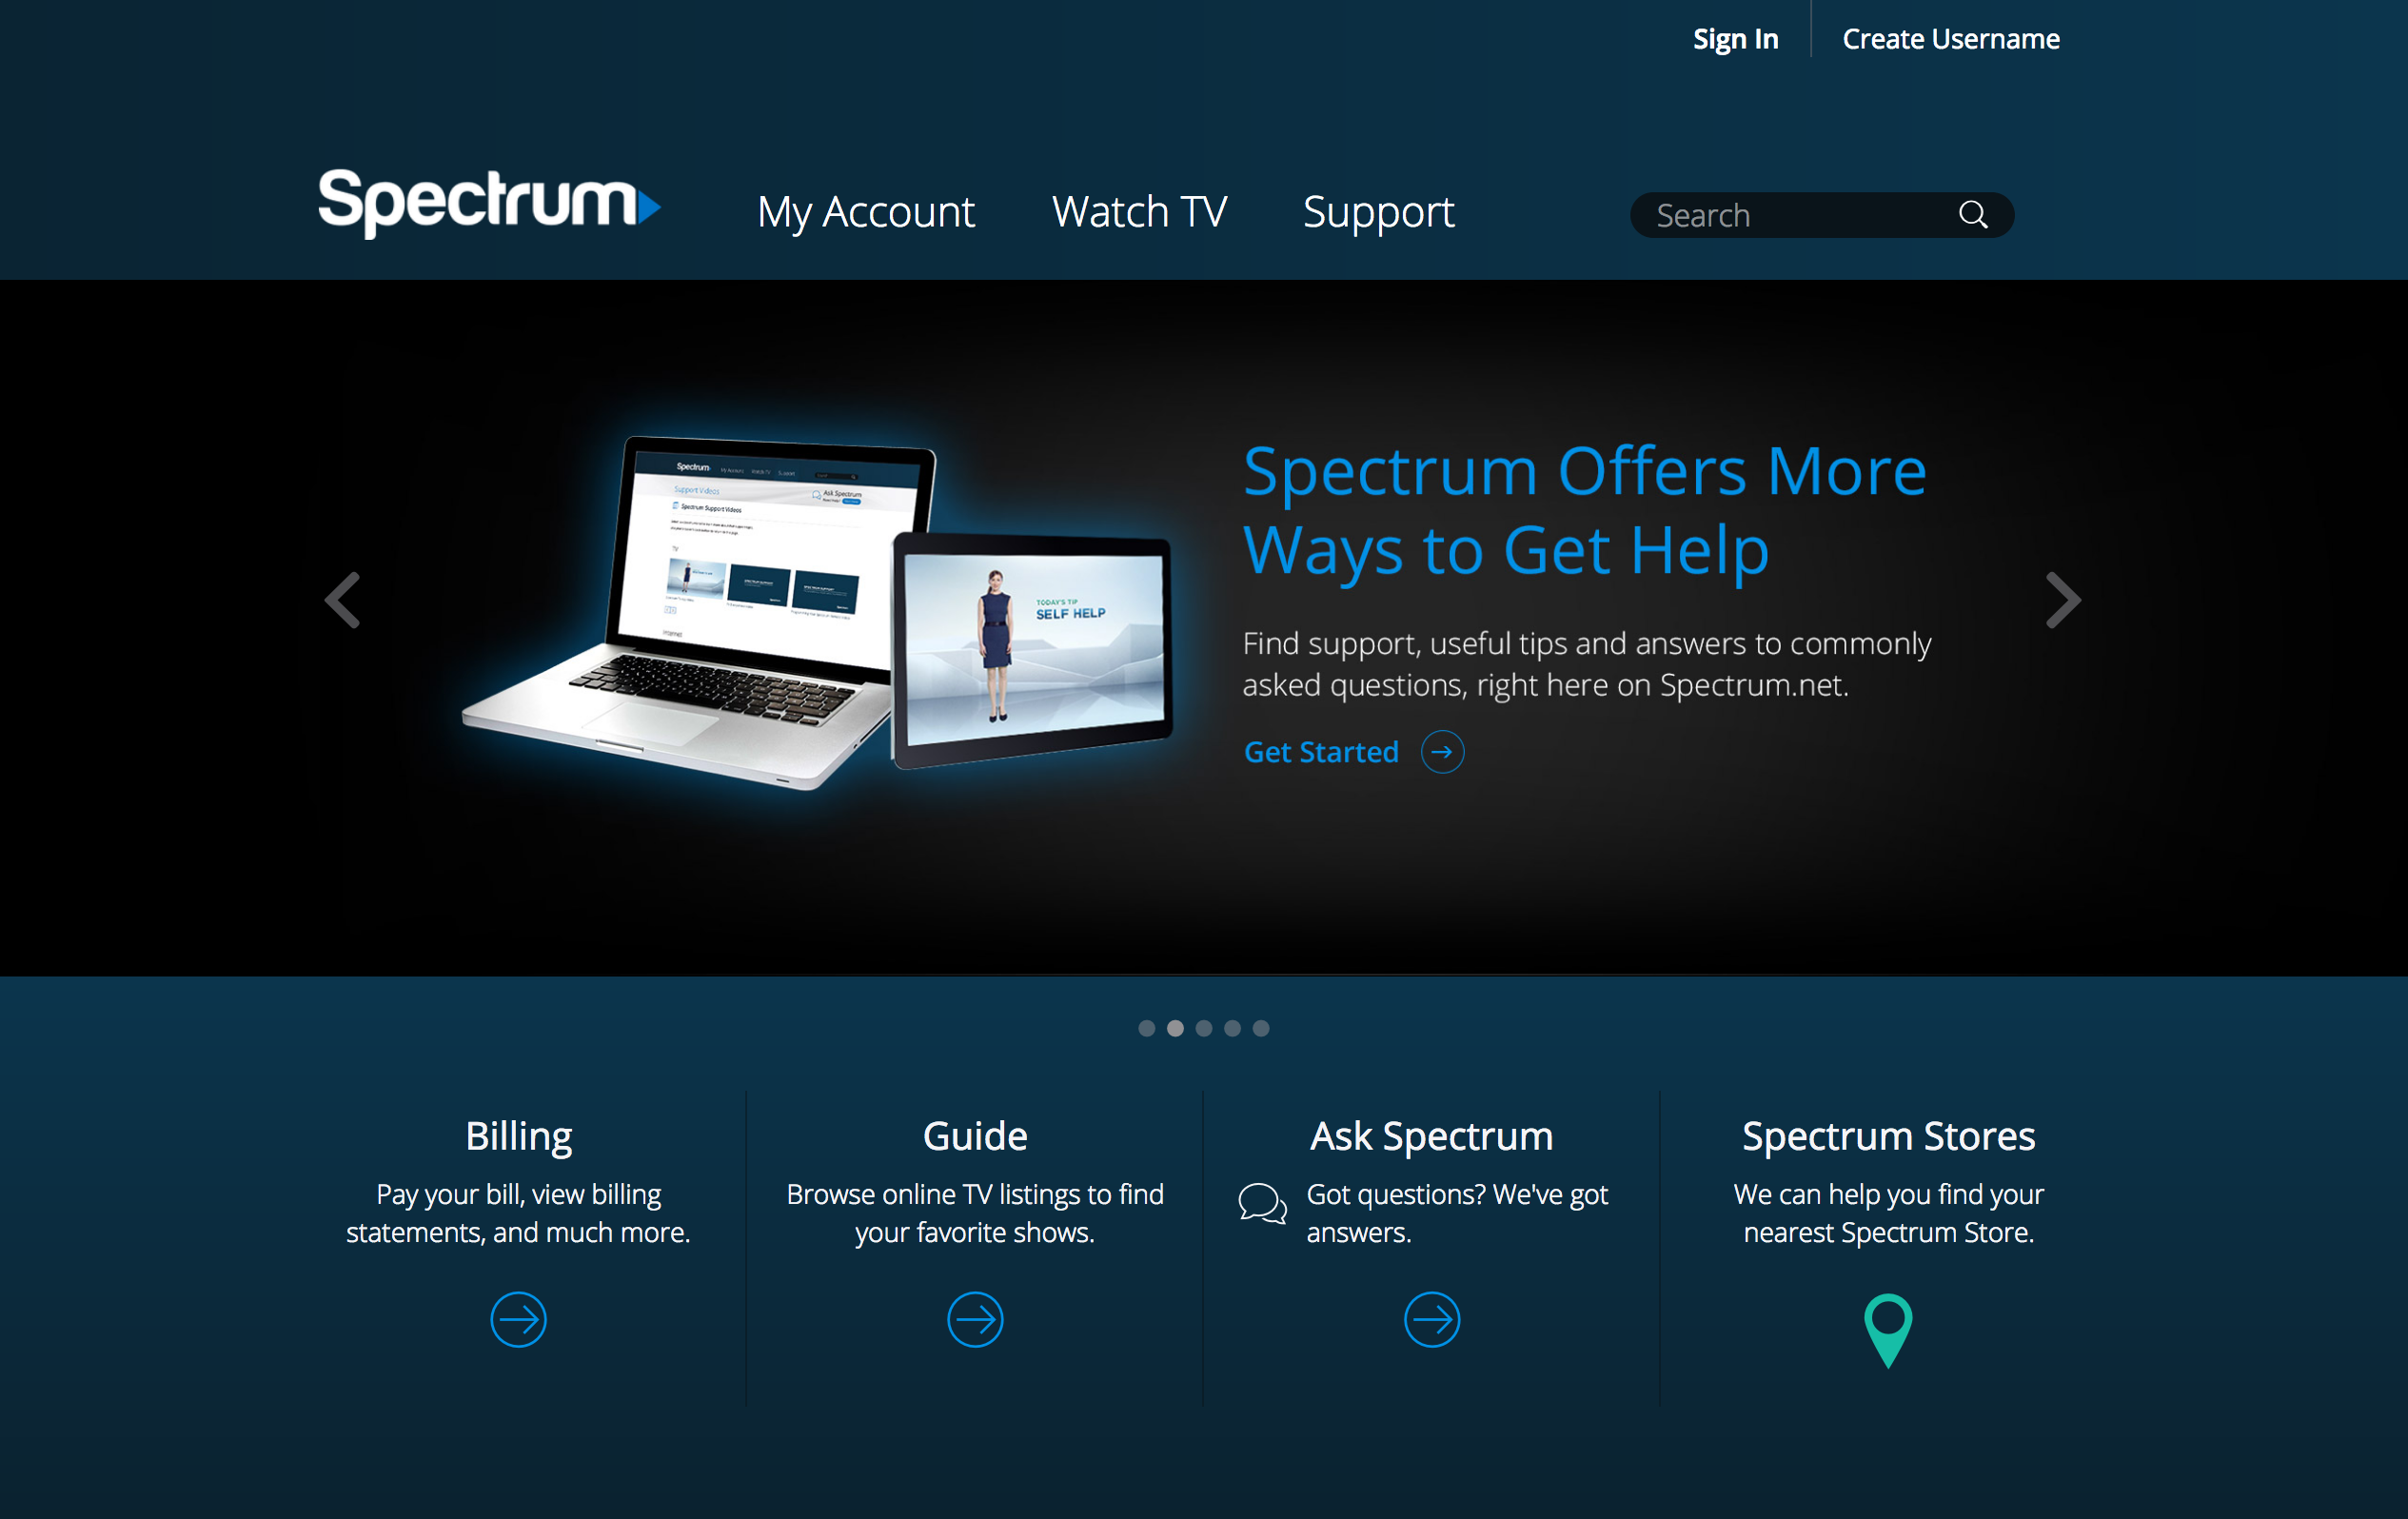 Sign In
Create Username
Spectrum
My Account
Watch TV
Support
Search
Spectrum
My Account
Watch TV
Support
Support Videos
Ask Spectrum
Spectrum Support Videos
TV
Internet
TODAY'S TIP
SELF HELP
Spectrum Offers More
Ways to Get Help
Find support, useful tips and answers to commonly
asked questions, right here on Spectrum.net.
Get Started
Billing
Pay your bill, view billing
statements, and much more.
Guide
Browse online TV listings to find
your favorite shows.
Ask Spectrum
Got questions? We've got
answers.
Spectrum Stores
We can help you find your
nearest Spectrum Store.